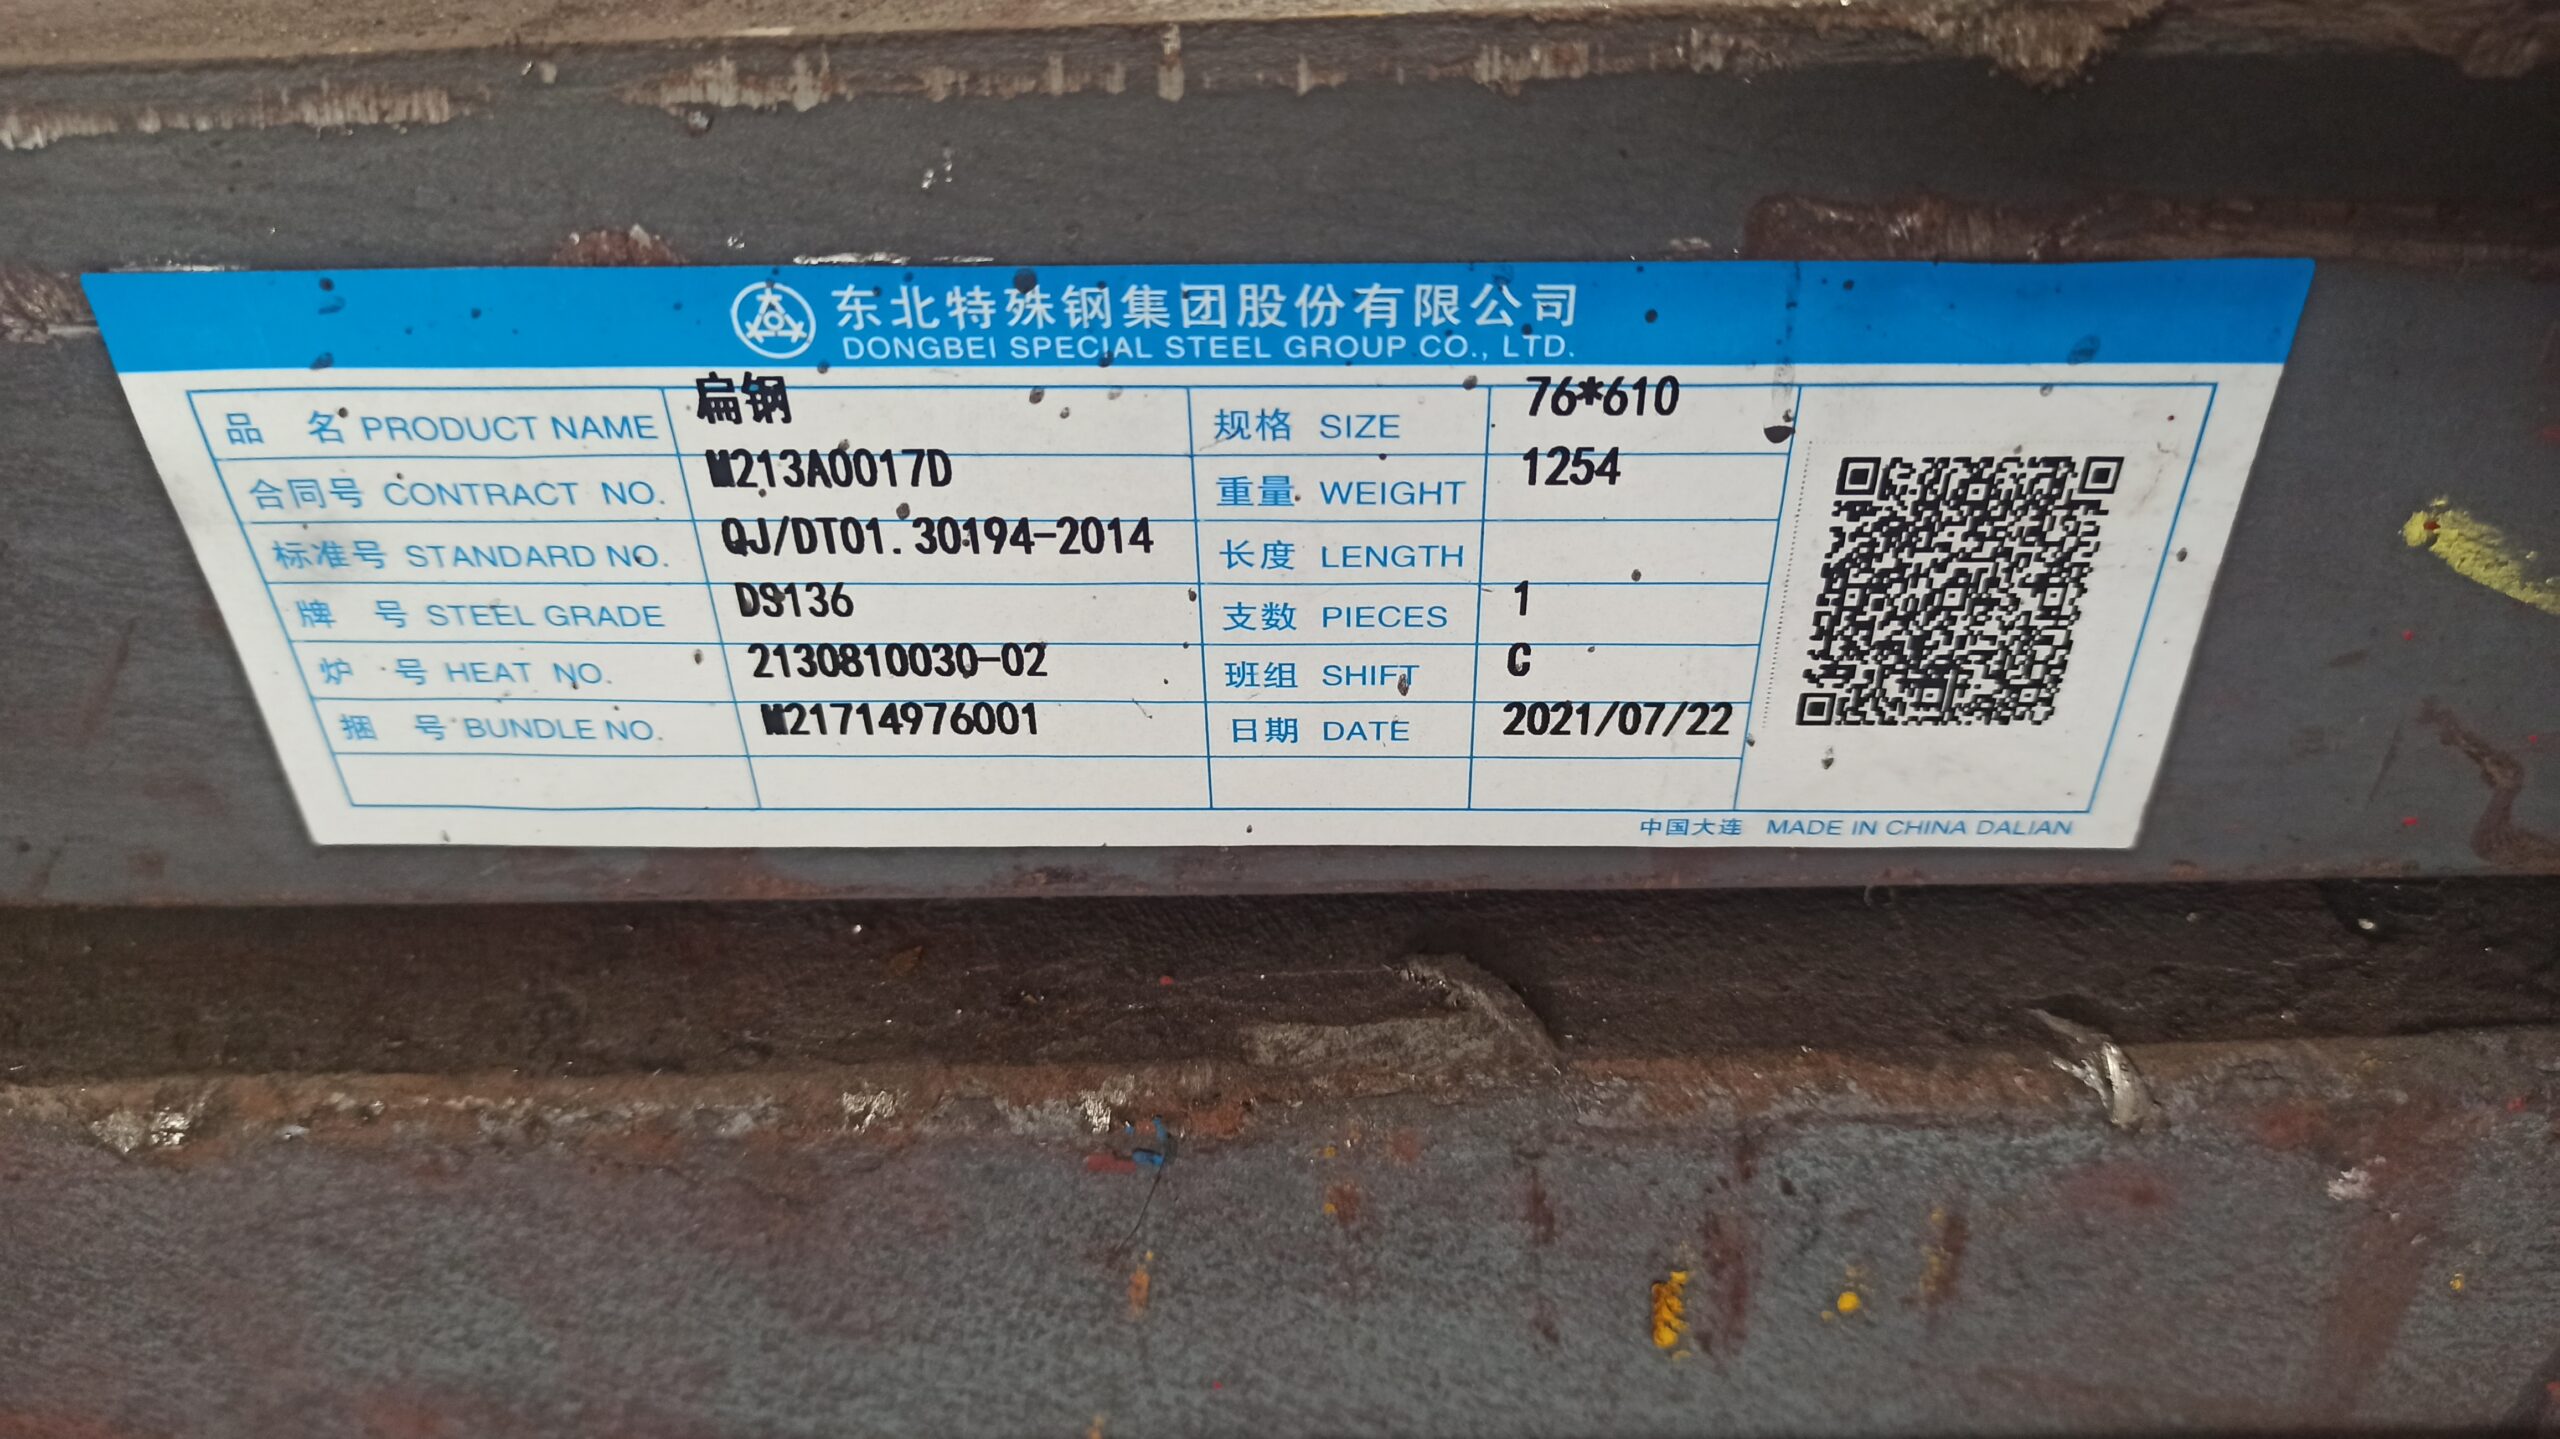 东北特殊钢集团股份有限公司
DONGBEI SPECIAL STEEL GROUP CO., LTD.
品 名 PRODUCT NAME 扁钢 规格 SIZE 76*610
合同号 CONTRACT NO. M213A0017D 重量 WEIGHT 1254
标准号 STANDARD NO. QJ/DT01.30194-2014 长度 LENGTH
牌 号 STEEL GRADE DS136 支数 PIECES 1
炉 号 HEAT NO. 2130810030-02 班组 SHIFT C
捆 号 BUNDLE NO. M21714976001 日期 DATE 2021/07/22
中国大连 MADE IN CHINA DALIAN